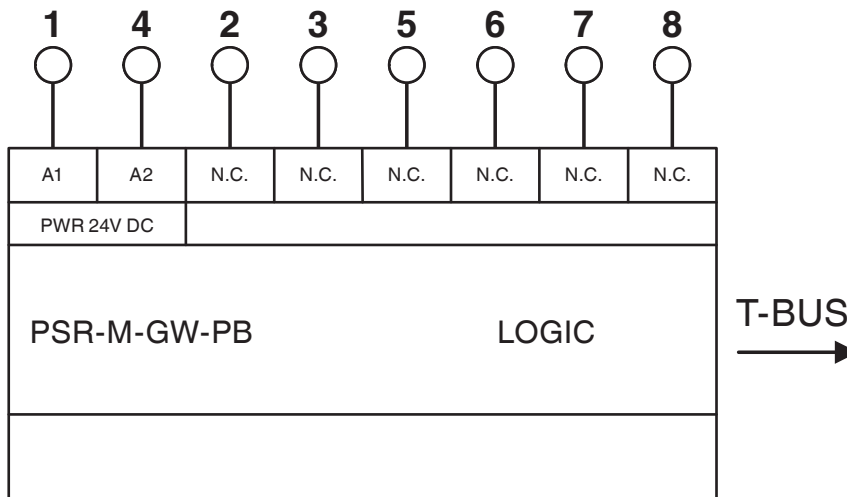 1 4 2 3 5 6 7 8
A1 A2 N.C. N.C. N.C. N.C. N.C. N.C.
PWR 24V DC
PSR-M-GW-PB LOGIC T-BUS